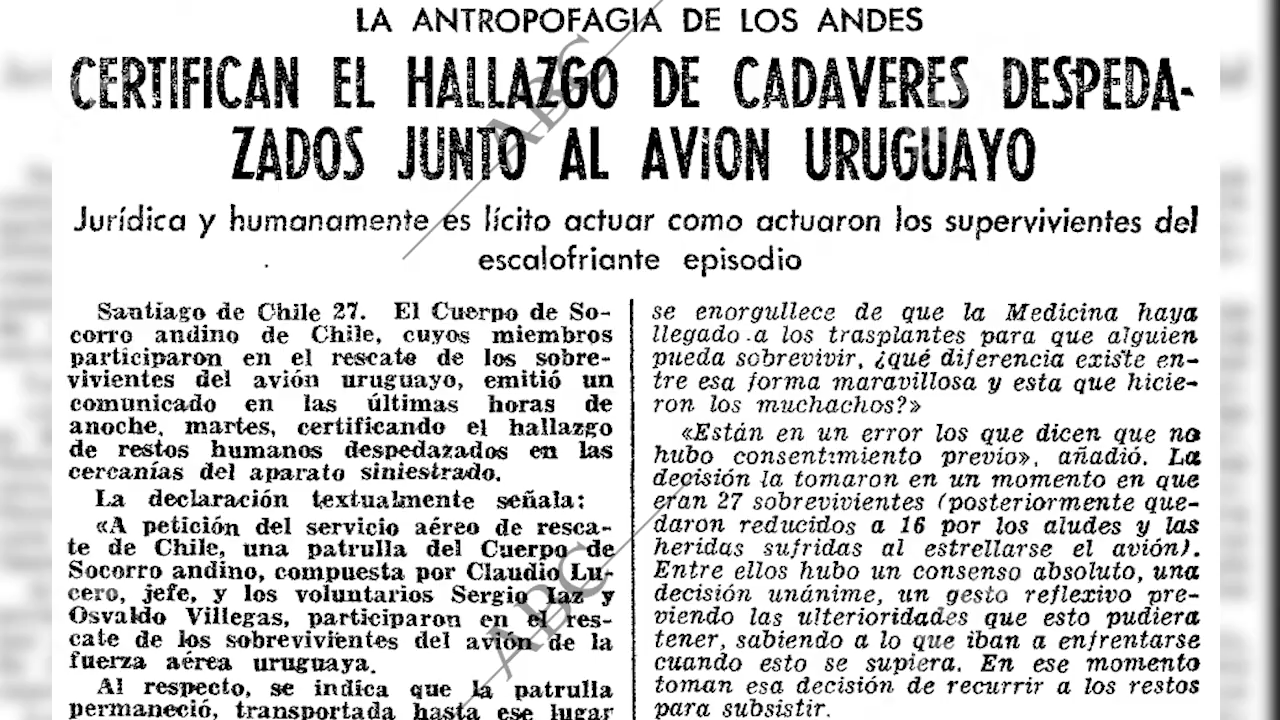 LA ANTROPOFAGIA DE LOS ANDES
CERTIFICAN EL HALLAZGO DE CADAVERES DESPEDA-
ZADOS JUNTO AL AVION URUGUAYO
Jurídica y humanamente es lícito actuar como actuaron los supervivientes del
escalofriante episodio
Santiago de Chile 27. El Cuerpo de So-
corro andino de Chile, cuyos miembros
participaron en el rescate de los sobre-
vivientes del avión uruguayo, emitió un
comunicado en las últimas horas de
anoche, martes, certificando el hallazgo
de restos humanos despedazados en las
cercanías del aparato siniestrado.
La declaración textualmente señala:
«A petición del servicio aéreo de resca-
te de Chile, una patrulla del Cuerpo de
Socorro andino, compuesta por Claudio Lu-
cero, jefe, y los voluntarios Sergio Iaz y
Osvaldo Villegas, participaron en el res-
cate de los sobrevivientes del avión de la
fuerza aérea uruguaya.
Al respecto, se indica que la patrulla
permaneció, transportada hasta ese lugar
se enorgullece de que la Medicina haya
llegado a los trasplantes para que alguien
pueda sobrevivir, ¿qué diferencia existe en-
tre esa forma maravillosa y esta que hicie-
ron los muchachos?»
«Están en un error los que dicen que no
hubo consentimiento previo», añadió. La
decisión la tomaron en un momento en que
eran 27 sobrevivientes (posteriormente que-
daron reducidos a 16 por los aludes y las
heridas sufridas al estrellarse el avión).
Entre ellos hubo un consenso absoluto, una
decisión unánime, un gesto reflexivo pre-
viendo las ulterioridades que esto pudiera
tener, sabiendo a lo que iban a enfrentarse
cuando esto se supiera. En ese momento
toman esa decisión de recurrir a los restos
para subsistir.
ABC
ABC